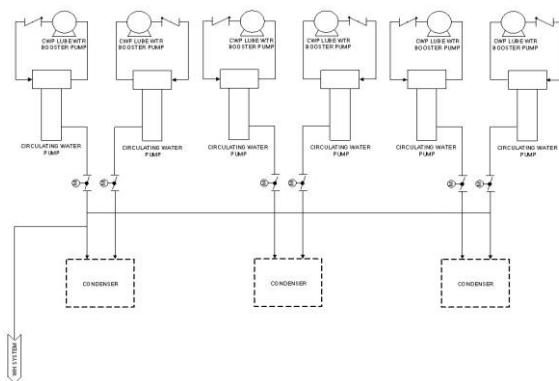 CWP LUBE WTR
BOOSTER PUMP
CWP LUBE WTR
BOOSTER PUMP
CWP LUBE WTR
BOOSTER PUMP
CWP LUBE WTR
BOOSTER PUMP
CWP LUBE WTR
BOOSTER PUMP
CWP LUBE WTR
BOOSTER PUMP
CIRCULATING WATER
PUMP
CIRCULATING WATER
PUMP
CIRCULATING WATER
PUMP
CIRCULATING WATER
PUMP
CIRCULATING WATER
PUMP
CIRCULATING WATER
PUMP
CONDENSER
CONDENSER
CONDENSER